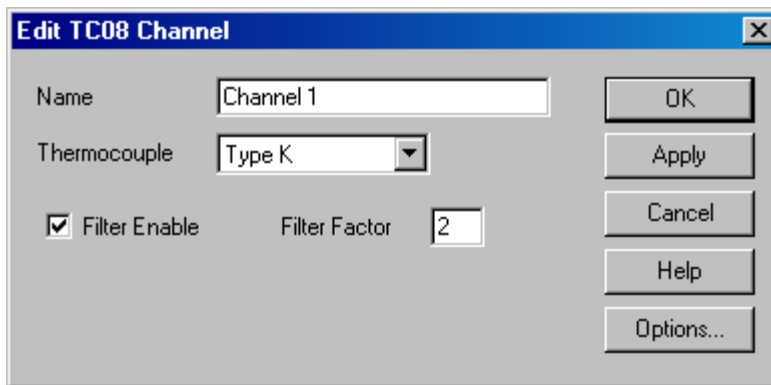 Edit TC08 Channel
Name Channel 1
Thermocouple Type K
Filter Enable Filter Factor 2
OK
Apply
Cancel
Help
Options...